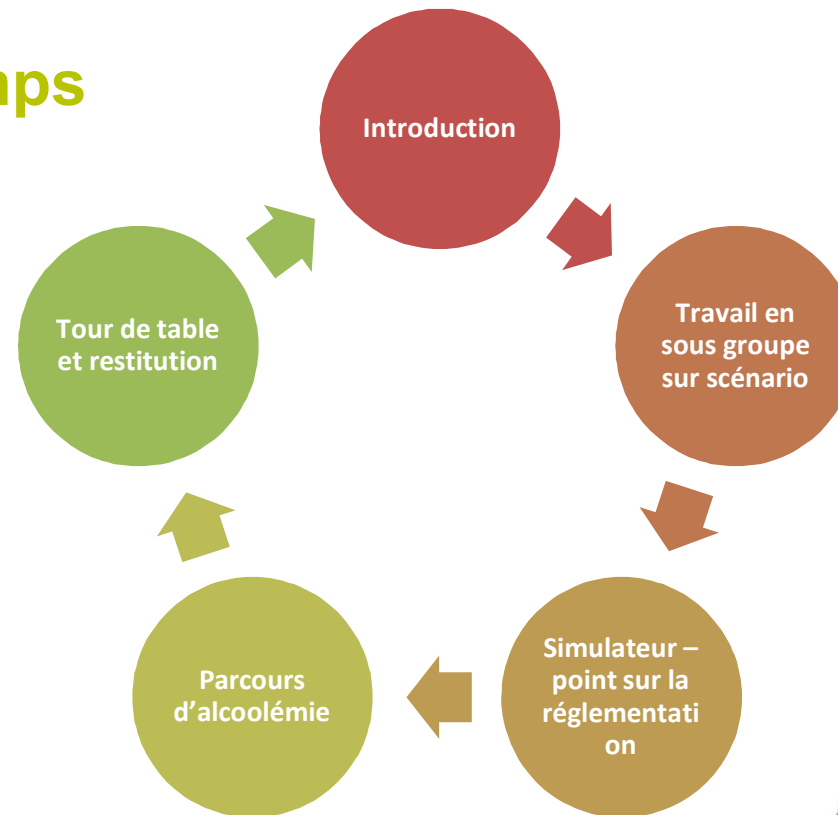 mps
Introduction
Travail en
sous groupe
sur scénario
Simulateur –
point sur la
réglementati
on
Parcours
d’alcoolémie
Tour de table
et restitution